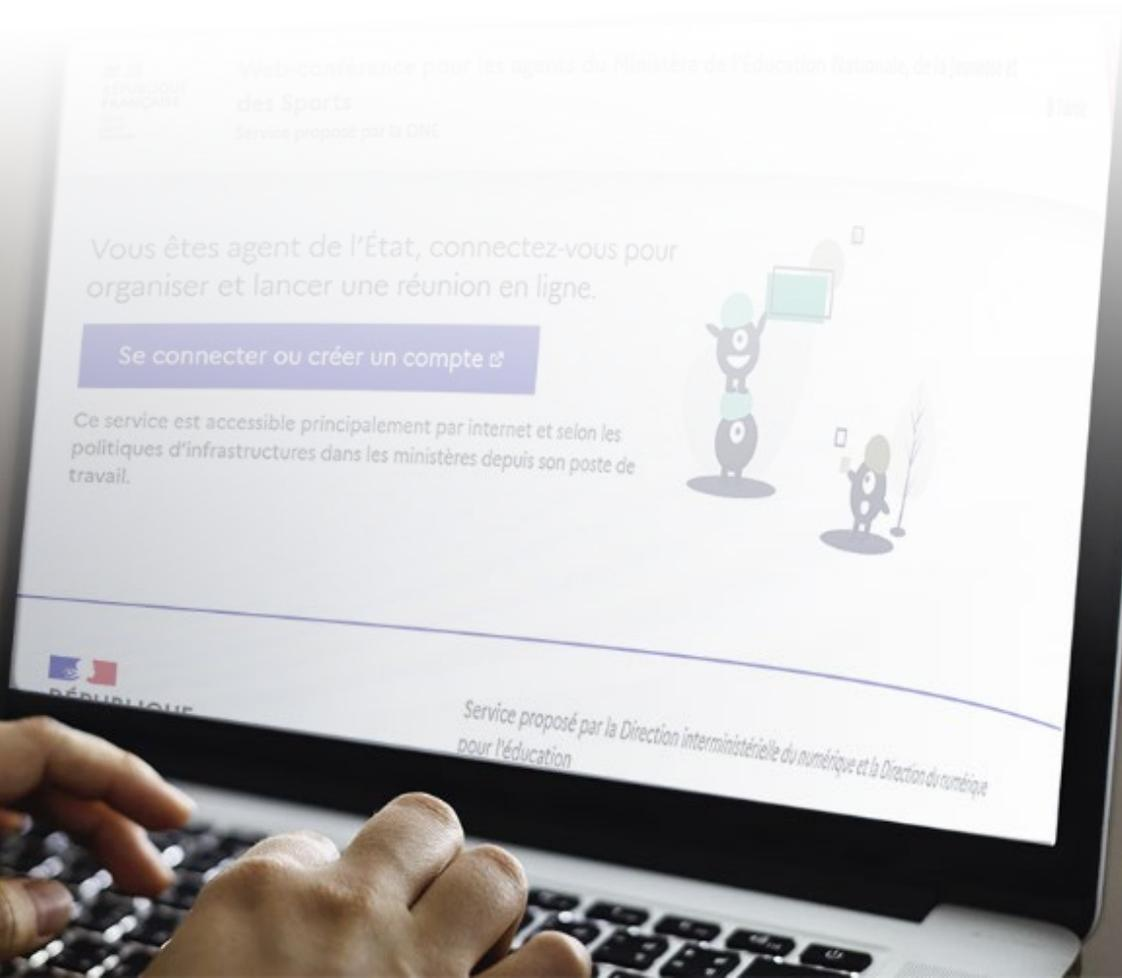 RÉPUBLIQUE
FRANÇAISE
Web-conférence pour les agents du Ministère de l'Éducation Nationale, de la Jeunesse et
des Sports
Service proposé par la DNE
Vous êtes agent de l'État, connectez-vous pour
organiser et lancer une réunion en ligne.
Se connecter ou créer un compte
Ce service est accessible principalement par internet et selon les
politiques d'infrastructures dans les ministères depuis son poste de
travail.
RÉPUBLIQUE
Service proposé par la Direction interministérielle du numérique et la Direction du numérique
pour l'éducation